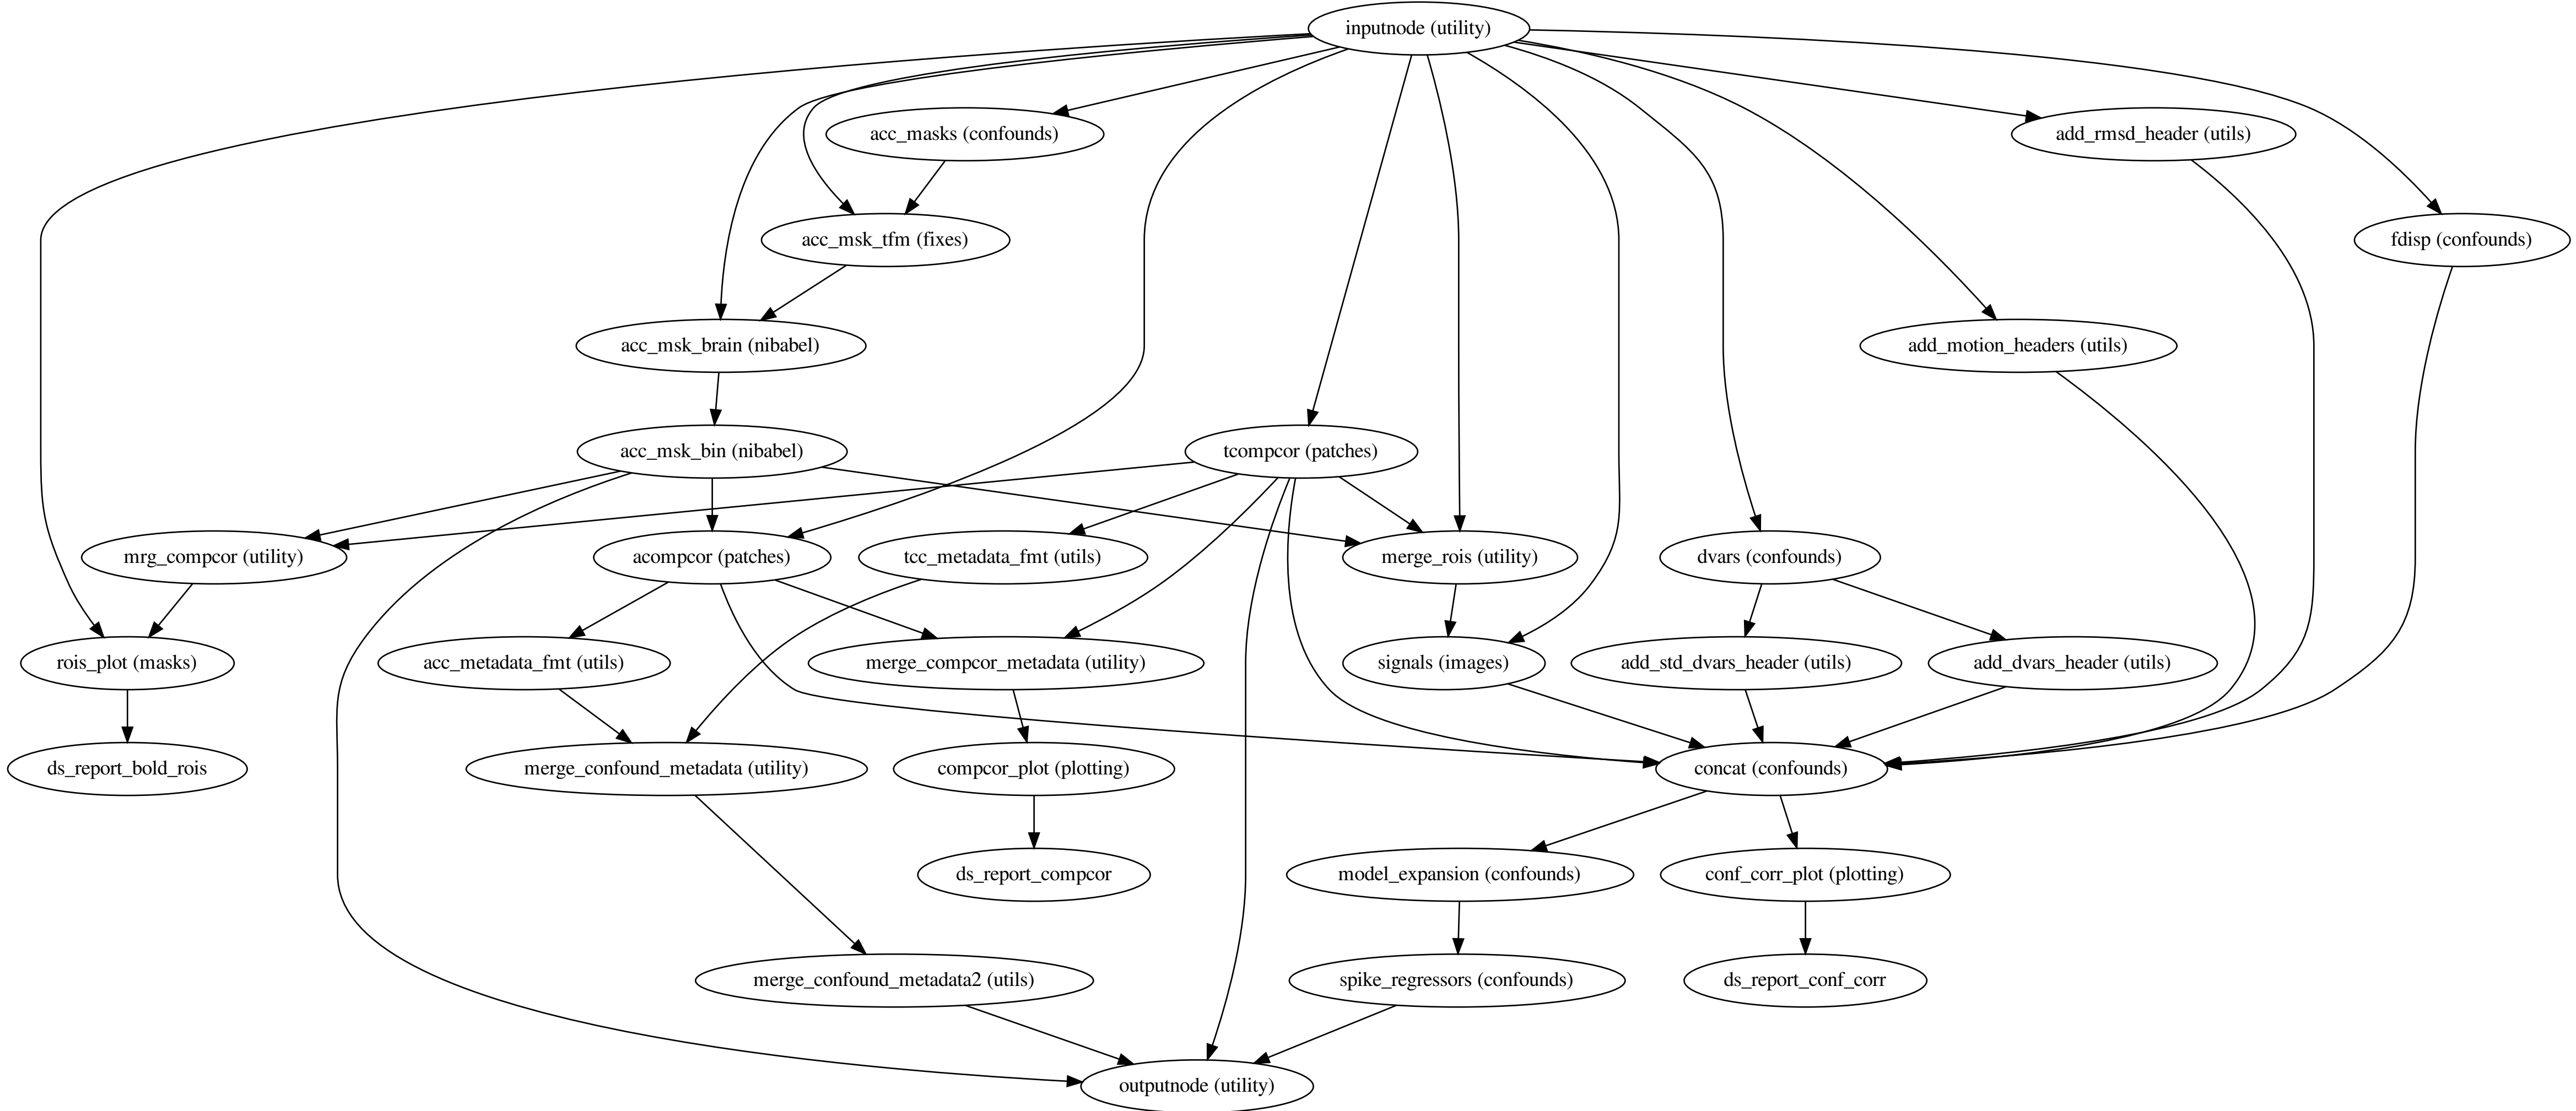 inputnode (utility)
acc_masks (confounds)
add_rmsd_header (utils)
acc_msk_tfm (fixes)
fdisp (confounds)
acc_msk_brain (nibabel)
add_motion_headers (utils)
acc_msk_bin (nibabel)
tcompcor (patches)
mrg_compcor (utility)
acompcor (patches)
tcc_metadata_fmt (utils)
merge_rois (utility)
dvars (confounds)
rois_plot (masks)
acc_metadata_fmt (utils)
merge_compcor_metadata (utility)
signals (images)
add_std_dvars_header (utils)
add_dvars_header (utils)
ds_report_bold_rois
merge_confound_metadata (utility)
compcor_plot (plotting)
concat (confounds)
ds_report_compcor
model_expansion (confounds)
conf_corr_plot (plotting)
merge_confound_metadata2 (utils)
spike_regressors (confounds)
ds_report_conf_corr
outputnode (utility)